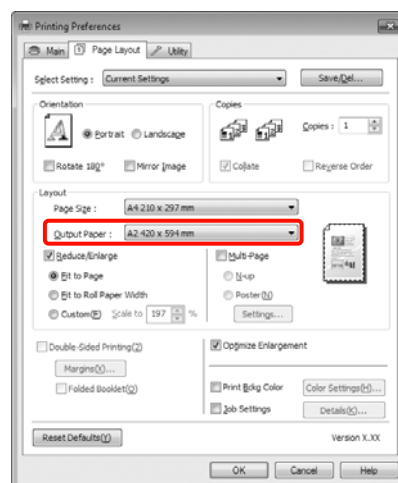 Printing Preferences
Main Page Layout Utility
Select Setting : Current Settings Save/Del...
Orientation Copies
Portrait Landscape Copies : 1
Rotate 180° Mirror Image Collate Reverse Order
Layout
Page Size : A4 210 x 297 mm
Output Paper : A2 420 x 594 mm
Reduce/Enlarge Multi-Page
Fit to Page N-up
Fit to Roll Paper Width Poster(N)
Custom(F) Scale to 197 % Settings...
Double-Sided Printing(2) Optimize Enlargement
Margins(X)...
Folded Booklet(Q) Print Bckg Color Color Settings(H)...
Job Settings Details(K)...
Reset Defaults(Y) Version X.XX
OK Cancel Help